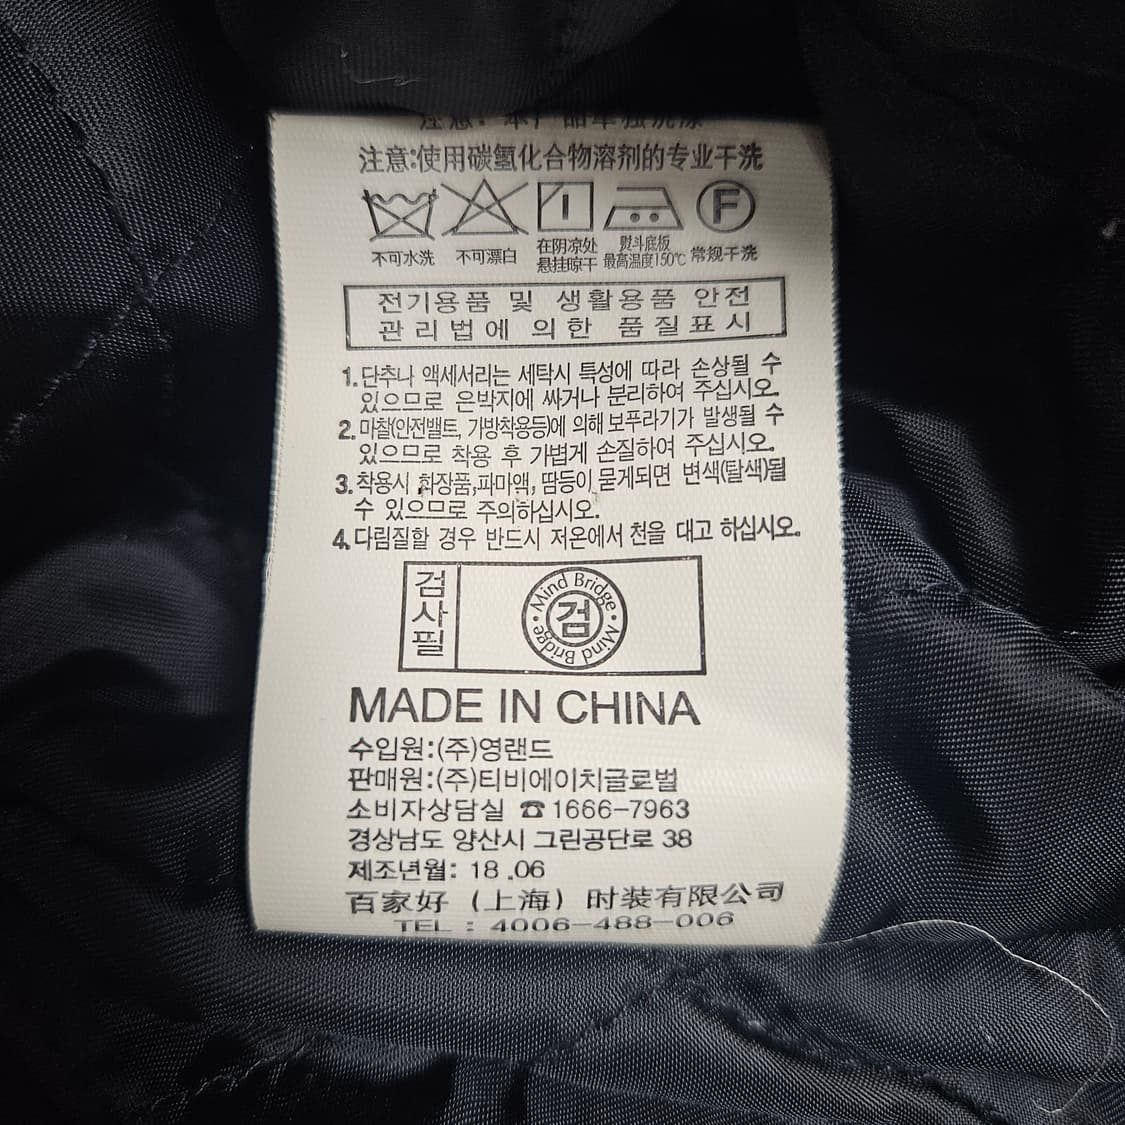 注意：本产品单独洗涤
注意:使用碳氢化合物溶剂的专业干洗
F
不可水洗 不可漂白 在阴凉处 悬挂晾干 熨斗底板 最高温度150℃ 常规干洗
전기용품 및 생활용품 안전
관리법에 의한 품질표시
1.단추나 액세서리는 세탁시 특성에 따라 손상될 수
있으므로 은박지에 싸거나 분리하여 주십시오.
2.마찰(안전밸트, 가방착용등)에 의해 보푸라기가 발생될 수
있으므로 착용 후 가볍게 손질하여 주십시오.
3.착용시 화장품,파마액, 땀등이 묻게되면 변색(탈색)될
수 있으므로 주의하십시오.
4.다림질할 경우 반드시 저온에서 천을 대고 하십시오.
검사필
Mind Bridge • Mind Bridge •
검
MADE IN CHINA
수입원:(주)영랜드
판매원:(주)티비에이치글로벌
소비자상담실 ☎1666-7963
경상남도 양산시 그린공단로 38
제조년월: 18.06
百家好（上海）时装有限公司
TEL : 4006-488-006